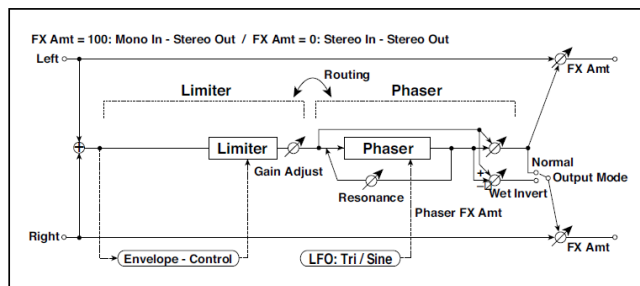 FX Amt = 100: Mono In - Stereo Out / FX Amt = 0: Stereo In - Stereo Out
Left
FX Amt
Routing
Limiter
Phaser
Limiter
Phaser
Gain Adjust
Normal
Output Mode
Resonance
+
−
Wet Invert
Phaser FX Amt
Right
FX Amt
Envelope - Control
LFO: Tri / Sine